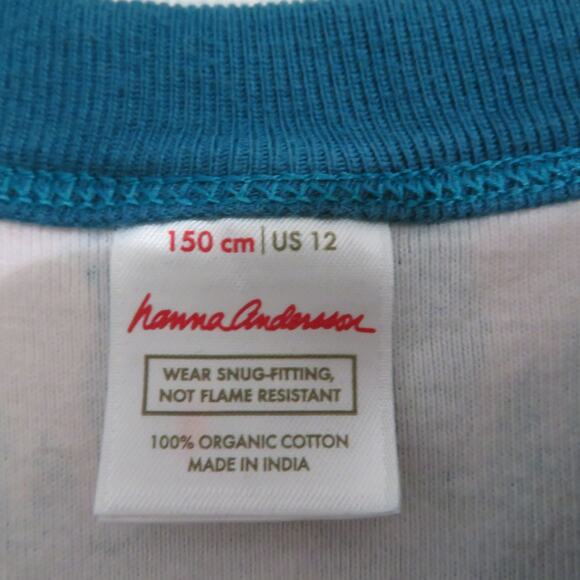 150 cm | US 12
hanna Andersson
WEAR SNUG-FITTING,
NOT FLAME RESISTANT
100% ORGANIC COTTON
MADE IN INDIA